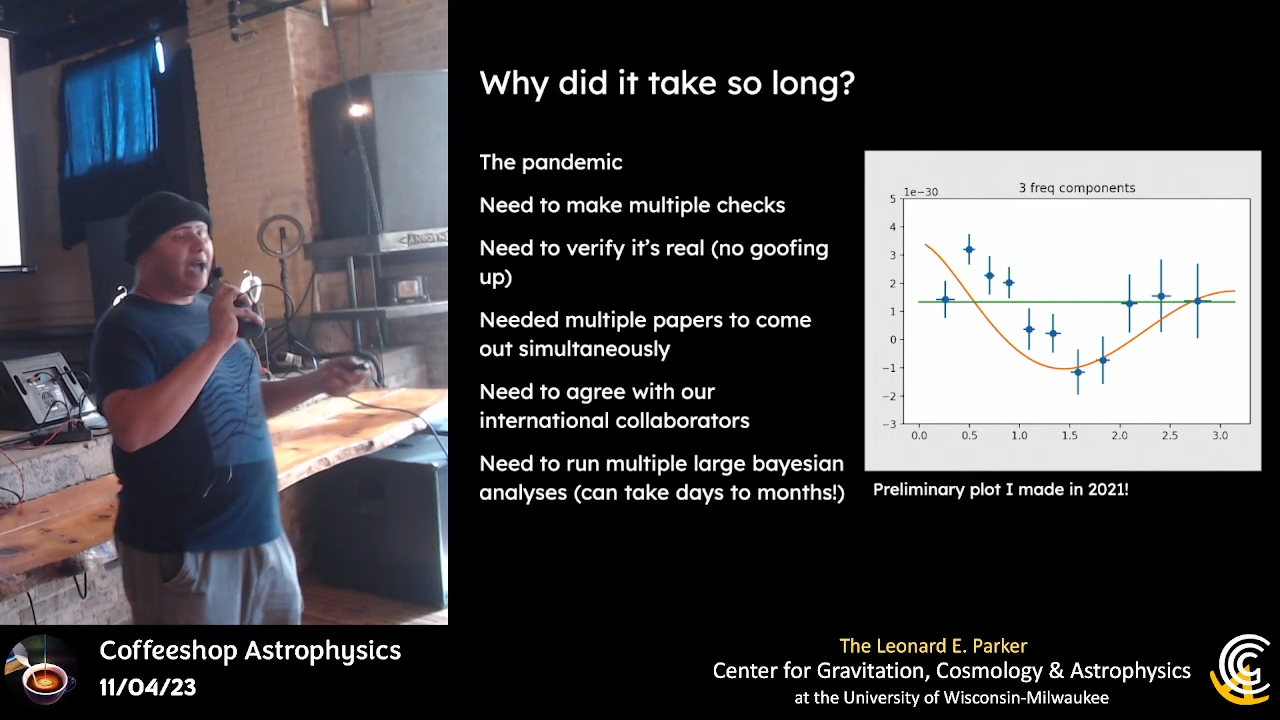 Why did it take so long?
The pandemic
Need to make multiple checks
Need to verify it's real (no goofing
up)
Needed multiple papers to come
out simultaneously
Need to agree with our
international collaborators
Need to run multiple large bayesian
analyses (can take days to months!)
1e−30
3 freq components
5
4
3
2
1
0
−1
−2
−3
0.0 0.5 1.0 1.5 2.0 2.5 3.0
Preliminary plot I made in 2021!
Coffeeshop Astrophysics
11/04/23
The Leonard E. Parker
Center for Gravitation, Cosmology & Astrophysics
at the University of Wisconsin-Milwaukee